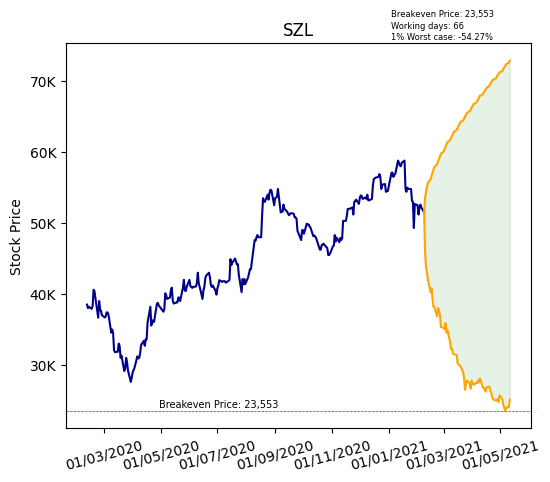 Breakeven Price: 23,553
Working days: 66
1% Worst case: -54.27%
SZL
Stock Price
70K
60K
50K
40K
30K
Breakeven Price: 23,553
01/03/2020
01/05/2020
01/07/2020
01/09/2020
01/11/2020
01/01/2021
01/03/2021
01/05/2021